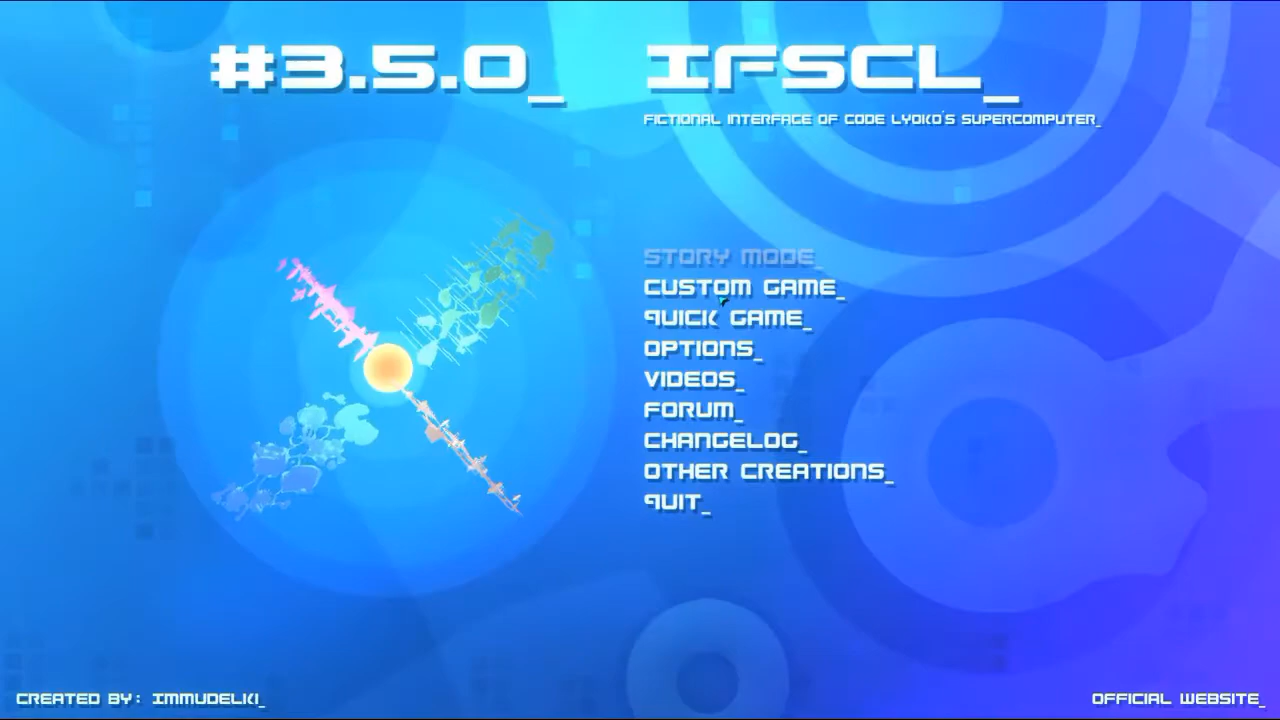 #3.5.0_ IFSCL_
FICTIONAL INTERFACE OF CODE LYOKO'S SUPERCOMPUTER_
STORY MODE_
CUSTOM GAME_
QUICK GAME_
OPTIONS_
VIDEOS_
FORUM_
CHANGELOG_
OTHER CREATIONS_
QUIT_
CREATED BY: IMMUDELKI_
OFFICIAL WEBSITE_